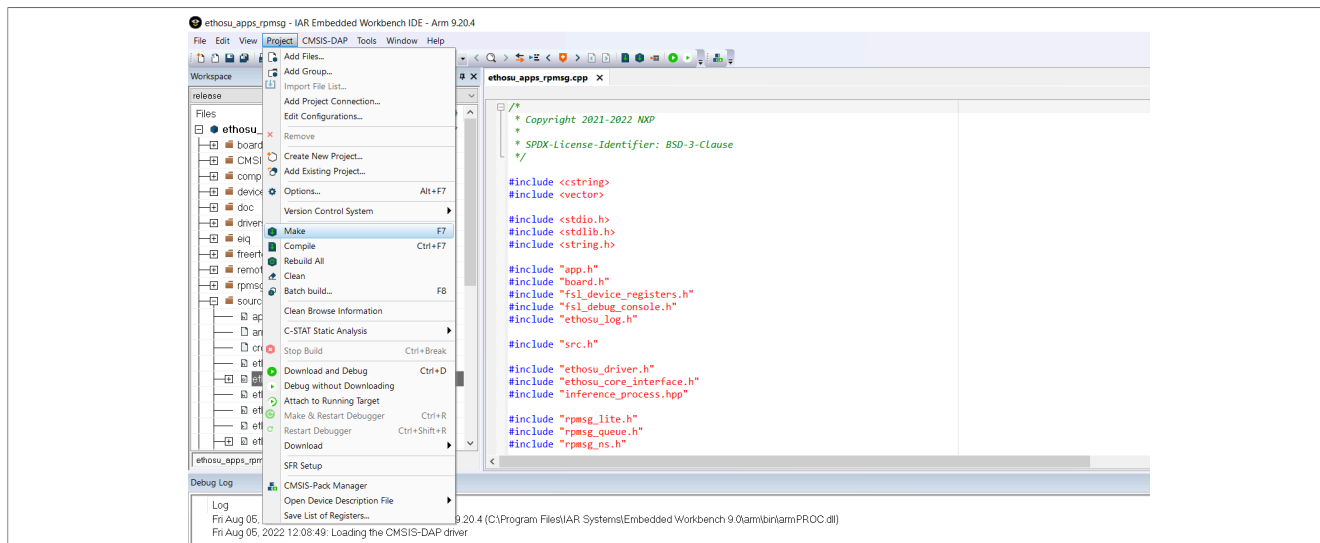 ethosu_apps_rpmsg - IAR Embedded Workbench IDE - Arm 9.20.4
File Edit View Project CMSIS-DAP Tools Window Help
Workspace
release
Files
ethosu_
board
CMSI
comp
device
doc
driver
eiq
freert
remot
rpmsg
sourc
ap
an
cr
et
et
et
et
et
et
ethosu_apps_rpm
Add Files...
Add Group...
Import File List...
Add Project Connection...
Edit Configurations...
Remove
Create New Project...
Add Existing Project...
Options... Alt+F7
Version Control System
Make F7
Compile Ctrl+F7
Rebuild All
Clean
Batch build... F8
Clean Browse Information
C-STAT Static Analysis
Stop Build Ctrl+Break
Download and Debug Ctrl+D
Debug without Downloading
Attach to Running Target
Make & Restart Debugger Ctrl+R
Restart Debugger Ctrl+Shift+R
Download
SFR Setup
CMSIS-Pack Manager
Open Device Description File
Save List of Registers...
ethosu_apps_rpmsg.cpp
/*
* Copyright 2021-2022 NXP
*
* SPDX-License-Identifier: BSD-3-Clause
*/
#include <cstring>
#include <vector>
#include <stdio.h>
#include <stdlib.h>
#include <string.h>
#include "app.h"
#include "board.h"
#include "fsl_device_registers.h"
#include "fsl_debug_console.h"
#include "ethosu_log.h"
#include "src.h"
#include "ethosu_driver.h"
#include "ethosu_core_interface.h"
#include "inference_process.hpp"
#include "rpmsg_lite.h"
#include "rpmsg_queue.h"
#include "rpmsg_ns.h"
Debug Log
Log
Fri Aug 05, 9.20.4 (C:\Program Files\IAR Systems\Embedded Workbench 9.0\arm\bin\armPROC.dll)
Fri Aug 05, 2022 12:08:49: Loading the CMSIS-DAP driver